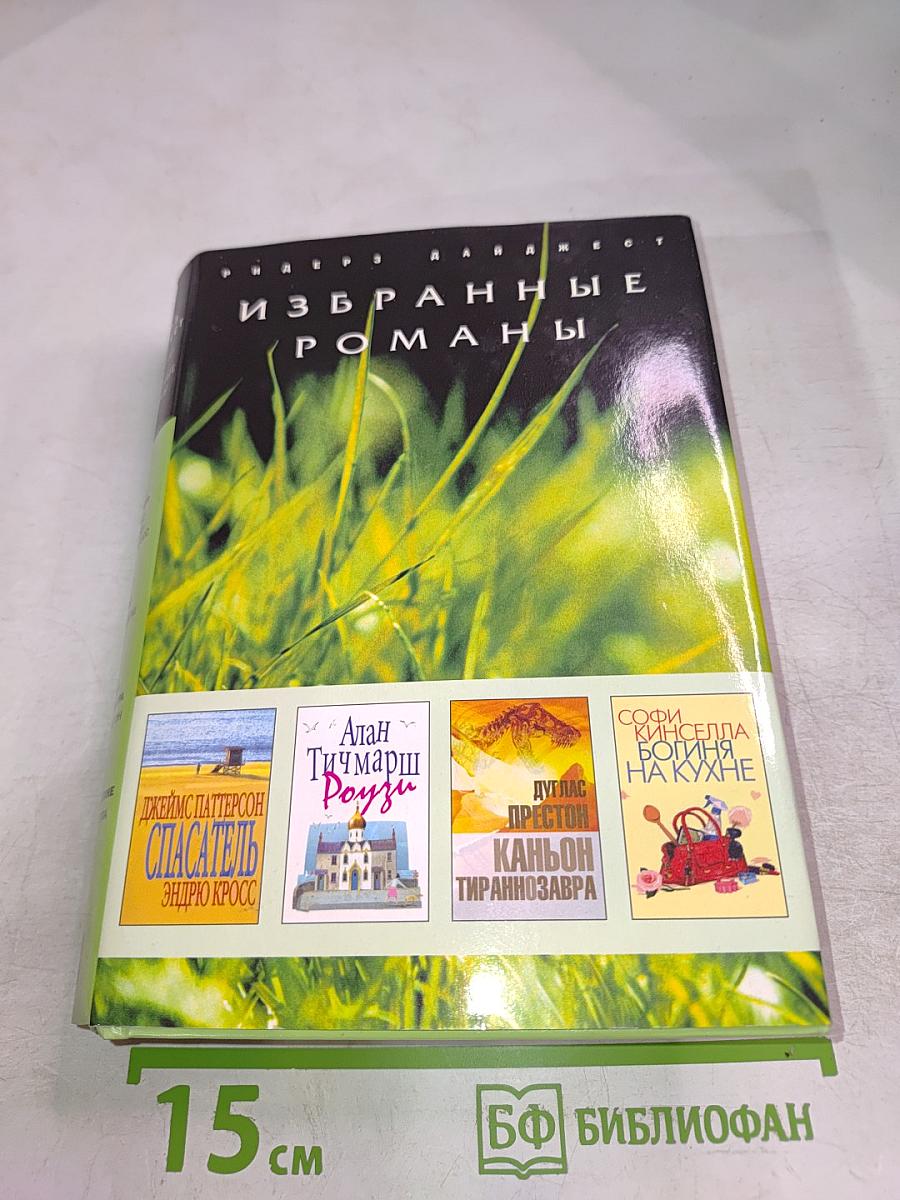 РИДЕРЗ ДАЙДЖЕСТ
ИЗБРАННЫЕ
РОМАНЫ
ДЖЕЙМС ПАТТЕРСОН
СПАСАТЕЛЬ
ЭНДРЮ КРОСС
Алан
Тичмарш
Роузи
ДУГЛАС
ПРЕСТОН
КАНЬОН
ТИРАННОЗАВРА
СОФИ
КИНСЕЛЛА
БОГИНЯ
НА КУХНЕ
15 см
БФ БИБЛИОФАН